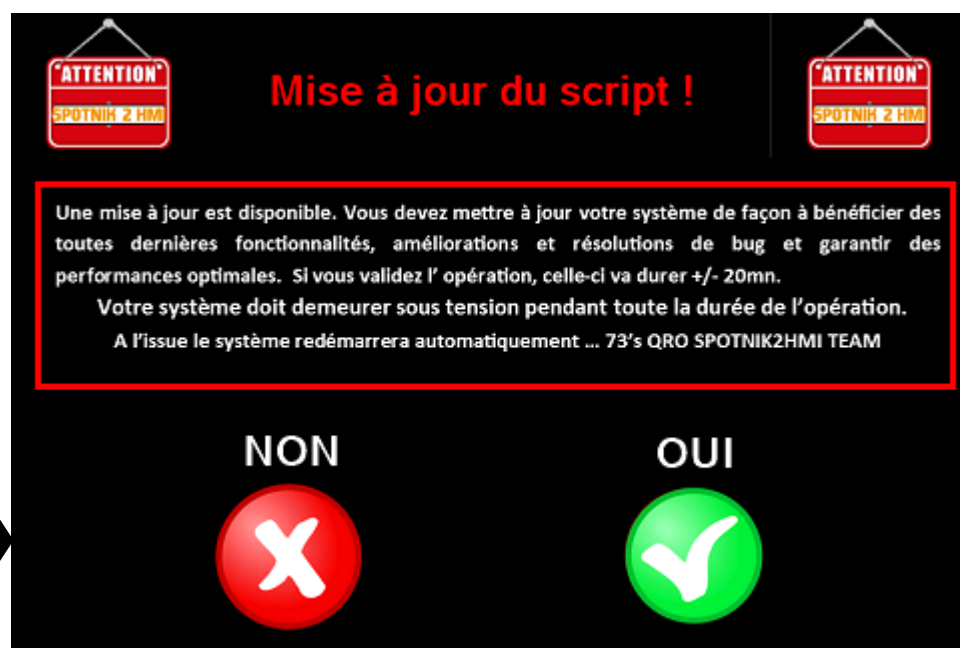 ATTENTION
SPOTNIK 2 HMI
Mise à jour du script !
ATTENTION
SPOTNIK 2 HMI
Une mise à jour est disponible. Vous devez mettre à jour votre système de façon à bénéficier des
toutes dernières fonctionnalités, améliorations et résolutions de bug et garantir des
performances optimales. Si vous validez l’ opération, celle-ci va durer +/- 20mn.
Votre système doit demeurer sous tension pendant toute la durée de l’opération.
A l’issue le système redémarrera automatiquement ... 73’s QRO SPOTNIK2HMI TEAM
NON
OUI